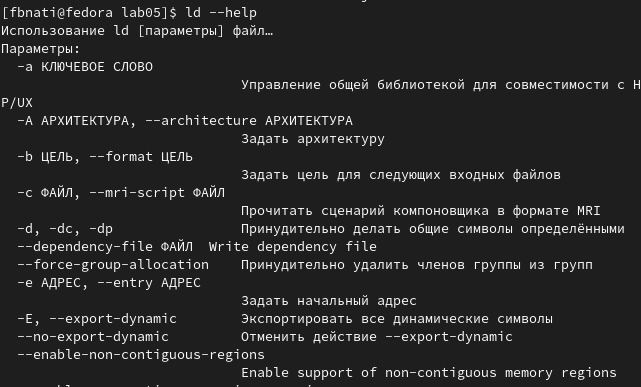 [fbnati@fedora lab05]$ ld --help
Использование ld [параметры] файл…
Параметры:
  -a КЛЮЧЕВОЕ СЛОВО
                              Управление общей библиотекой для совместимости с H
P/UX
  -A АРХИТЕКТУРА, --architecture АРХИТЕКТУРА
                              Задать архитектуру
  -b ЦЕЛЬ, --format ЦЕЛЬ
                              Задать цель для следующих входных файлов
  -c ФАЙЛ, --mri-script ФАЙЛ
                              Прочитать сценарий компоновщика в формате MRI
  -d, -dc, -dp                Принудительно делать общие символы определёнными
  --dependency-file ФАЙЛ  Write dependency file
  --force-group-allocation    Принудительно удалить членов группы из групп
  -e АДРЕС, --entry АДРЕС
                              Задать начальный адрес
  -E, --export-dynamic        Экспортировать все динамические символы
  --no-export-dynamic         Отменить действие --export-dynamic
  --enable-non-contiguous-regions
                              Enable support of non-contiguous memory regions